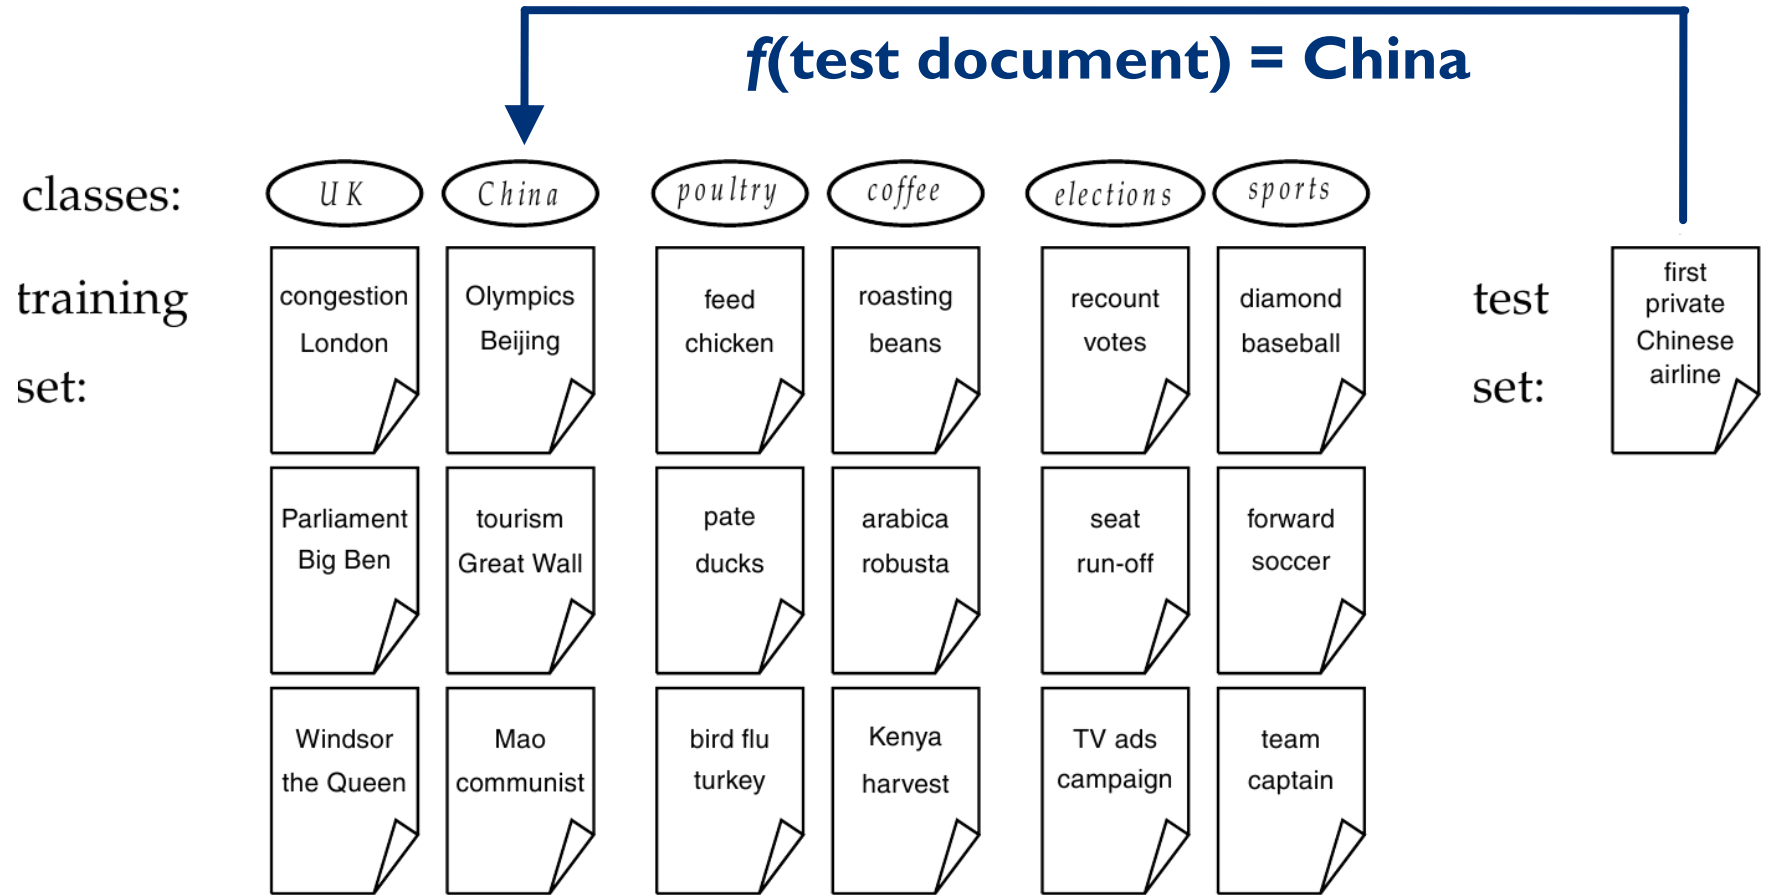 f(test document) = China
classes:
UK
China
poultry
coffee
elections
sports
training
set:
congestion
London
Olympics
Beijing
feed
chicken
roasting
beans
recount
votes
diamond
baseball
test
set:
first
private
Chinese
airline
Parliament
Big Ben
tourism
Great Wall
pate
ducks
arabica
robusta
seat
run-off
forward
soccer
Windsor
the Queen
Mao
communist
bird flu
turkey
Kenya
harvest
TV ads
campaign
team
captain